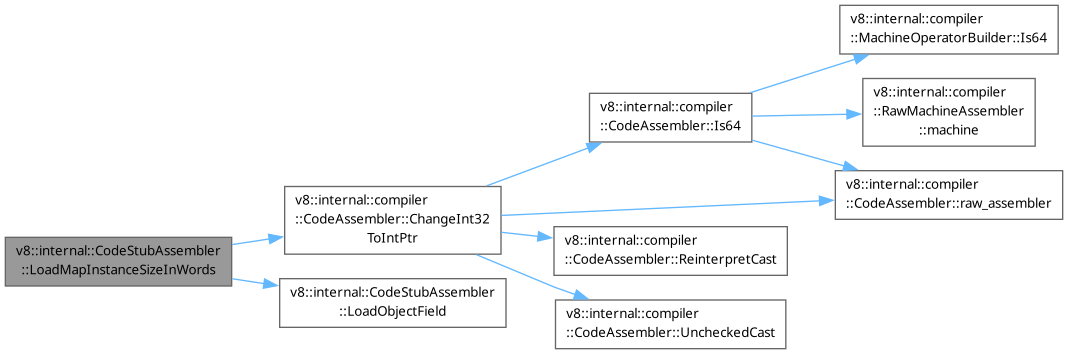 v8::internal::CodeStubAssembler
::LoadMapInstanceSizeInWords
v8::internal::compiler
::CodeAssembler::ChangeInt32
ToIntPtr
v8::internal::CodeStubAssembler
::LoadObjectField
v8::internal::compiler
::CodeAssembler::Is64
v8::internal::compiler
::CodeAssembler::ReinterpretCast
v8::internal::compiler
::CodeAssembler::UncheckedCast
v8::internal::compiler
::MachineOperatorBuilder::Is64
v8::internal::compiler
::RawMachineAssembler
::machine
v8::internal::compiler
::CodeAssembler::raw_assembler